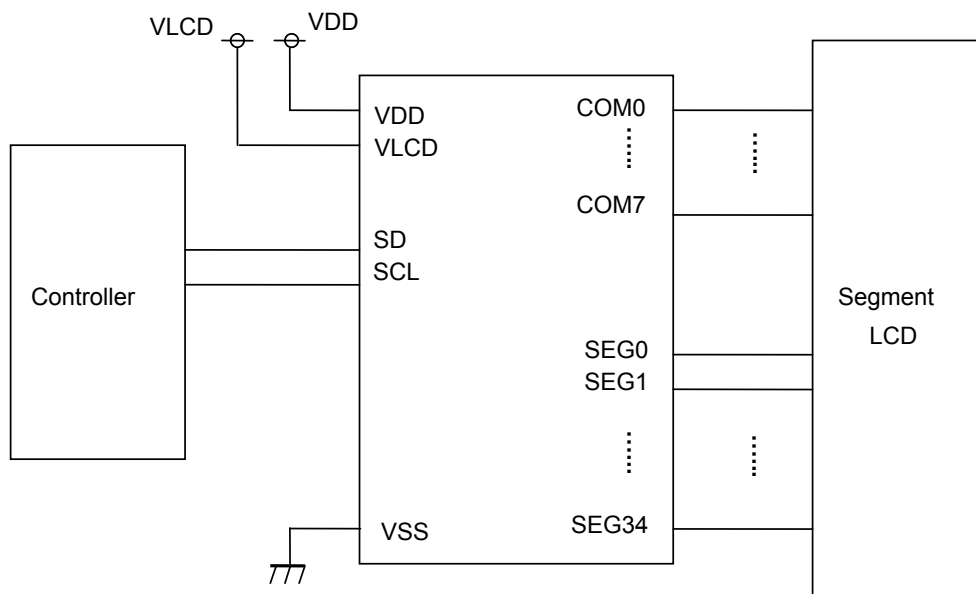 VLCD
VDD
VDD
VLCD
SD
SCL
VSS
COM0
COM7
SEG0
SEG1
SEG34
Controller
Segment
LCD